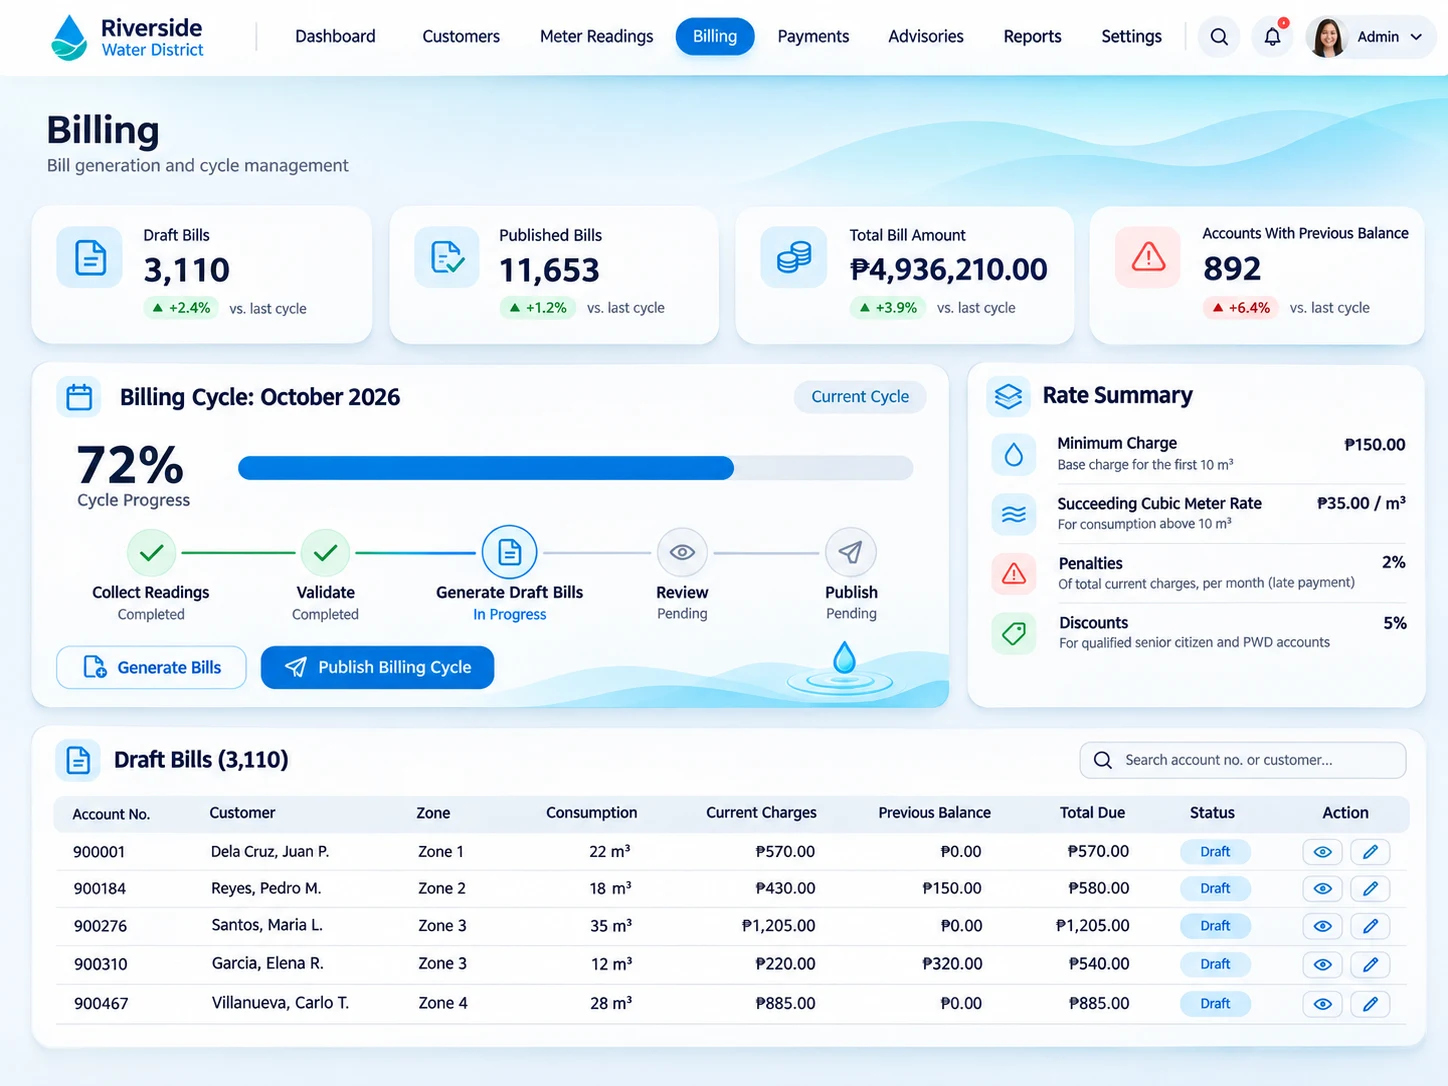 Riverside
Water District
Dashboard
Customers
Meter Readings
Billing
Payments
Advisories
Reports
Settings
Admin
Billing
Bill generation and cycle management
Draft Bills
3,110
▲ +2.4% vs. last cycle
Published Bills
11,653
▲ +1.2% vs. last cycle
Total Bill Amount
₱4,936,210.00
▲ +3.9% vs. last cycle
Accounts With Previous Balance
892
▲ +6.4% vs. last cycle
Billing Cycle: October 2026
Current Cycle
72%
Cycle Progress
Collect Readings
Completed
Validate
Completed
Generate Draft Bills
In Progress
Review
Pending
Publish
Pending
Generate Bills
Publish Billing Cycle
Rate Summary
Minimum Charge ₱150.00
Base charge for the first 10 m³
Succeeding Cubic Meter Rate ₱35.00 / m³
For consumption above 10 m³
Penalties 2%
Of total current charges, per month (late payment)
Discounts 5%
For qualified senior citizen and PWD accounts
Draft Bills (3,110)
Search account no. or customer...
Account No. Customer Zone Consumption Current Charges Previous Balance Total Due Status Action
900001 Dela Cruz, Juan P. Zone 1 22 m³ ₱570.00 ₱0.00 ₱570.00 Draft
900184 Reyes, Pedro M. Zone 2 18 m³ ₱430.00 ₱150.00 ₱580.00 Draft
900276 Santos, Maria L. Zone 3 35 m³ ₱1,205.00 ₱0.00 ₱1,205.00 Draft
900310 Garcia, Elena R. Zone 3 12 m³ ₱220.00 ₱320.00 ₱540.00 Draft
900467 Villanueva, Carlo T. Zone 4 28 m³ ₱885.00 ₱0.00 ₱885.00 Draft